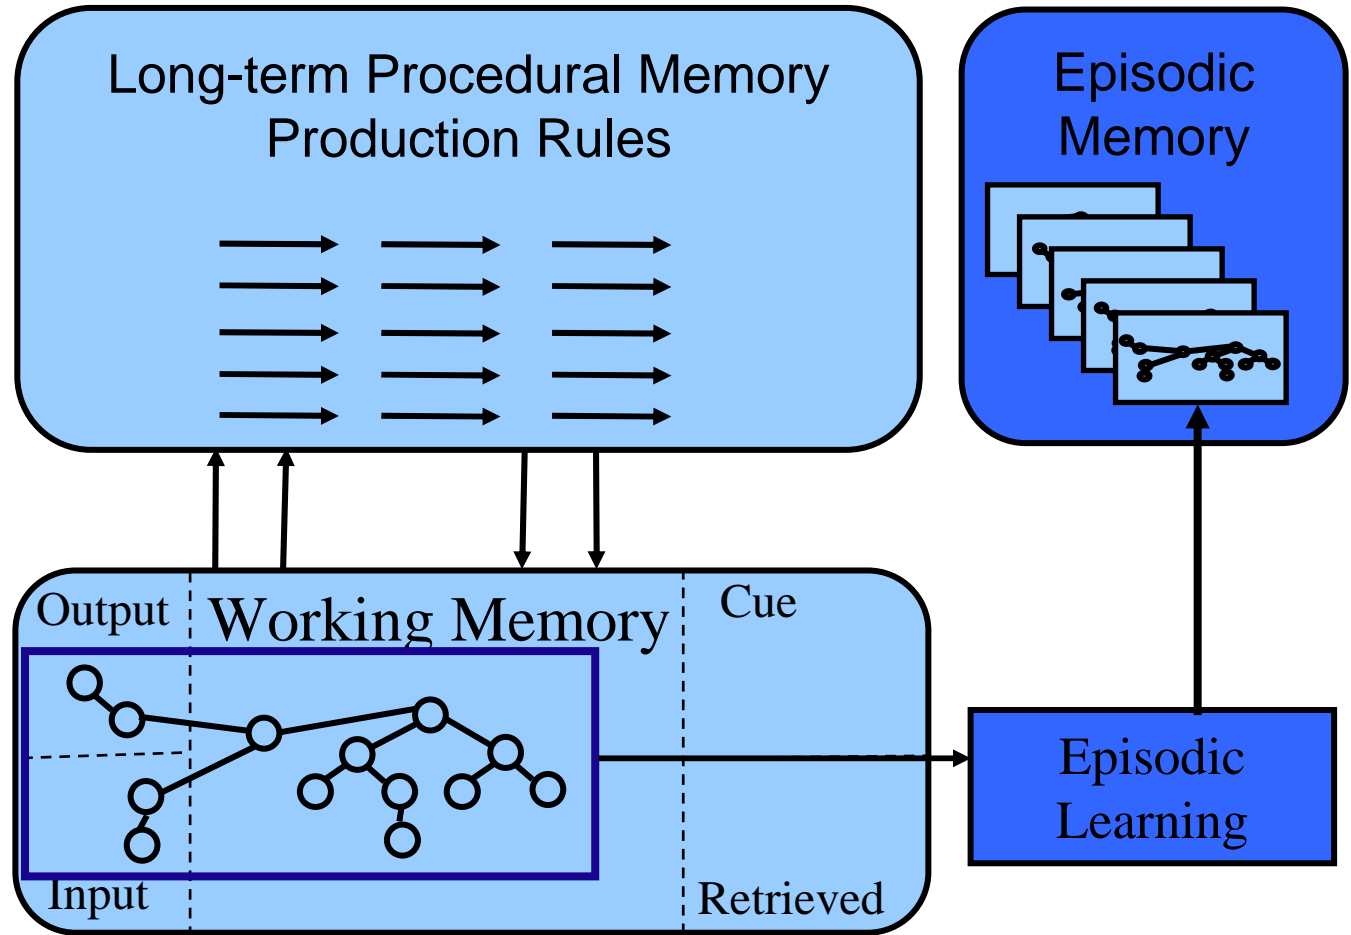 Long-term Procedural Memory
Production Rules
Episodic
Memory
Output
Working Memory
Cue
Input
Retrieved
Episodic
Learning